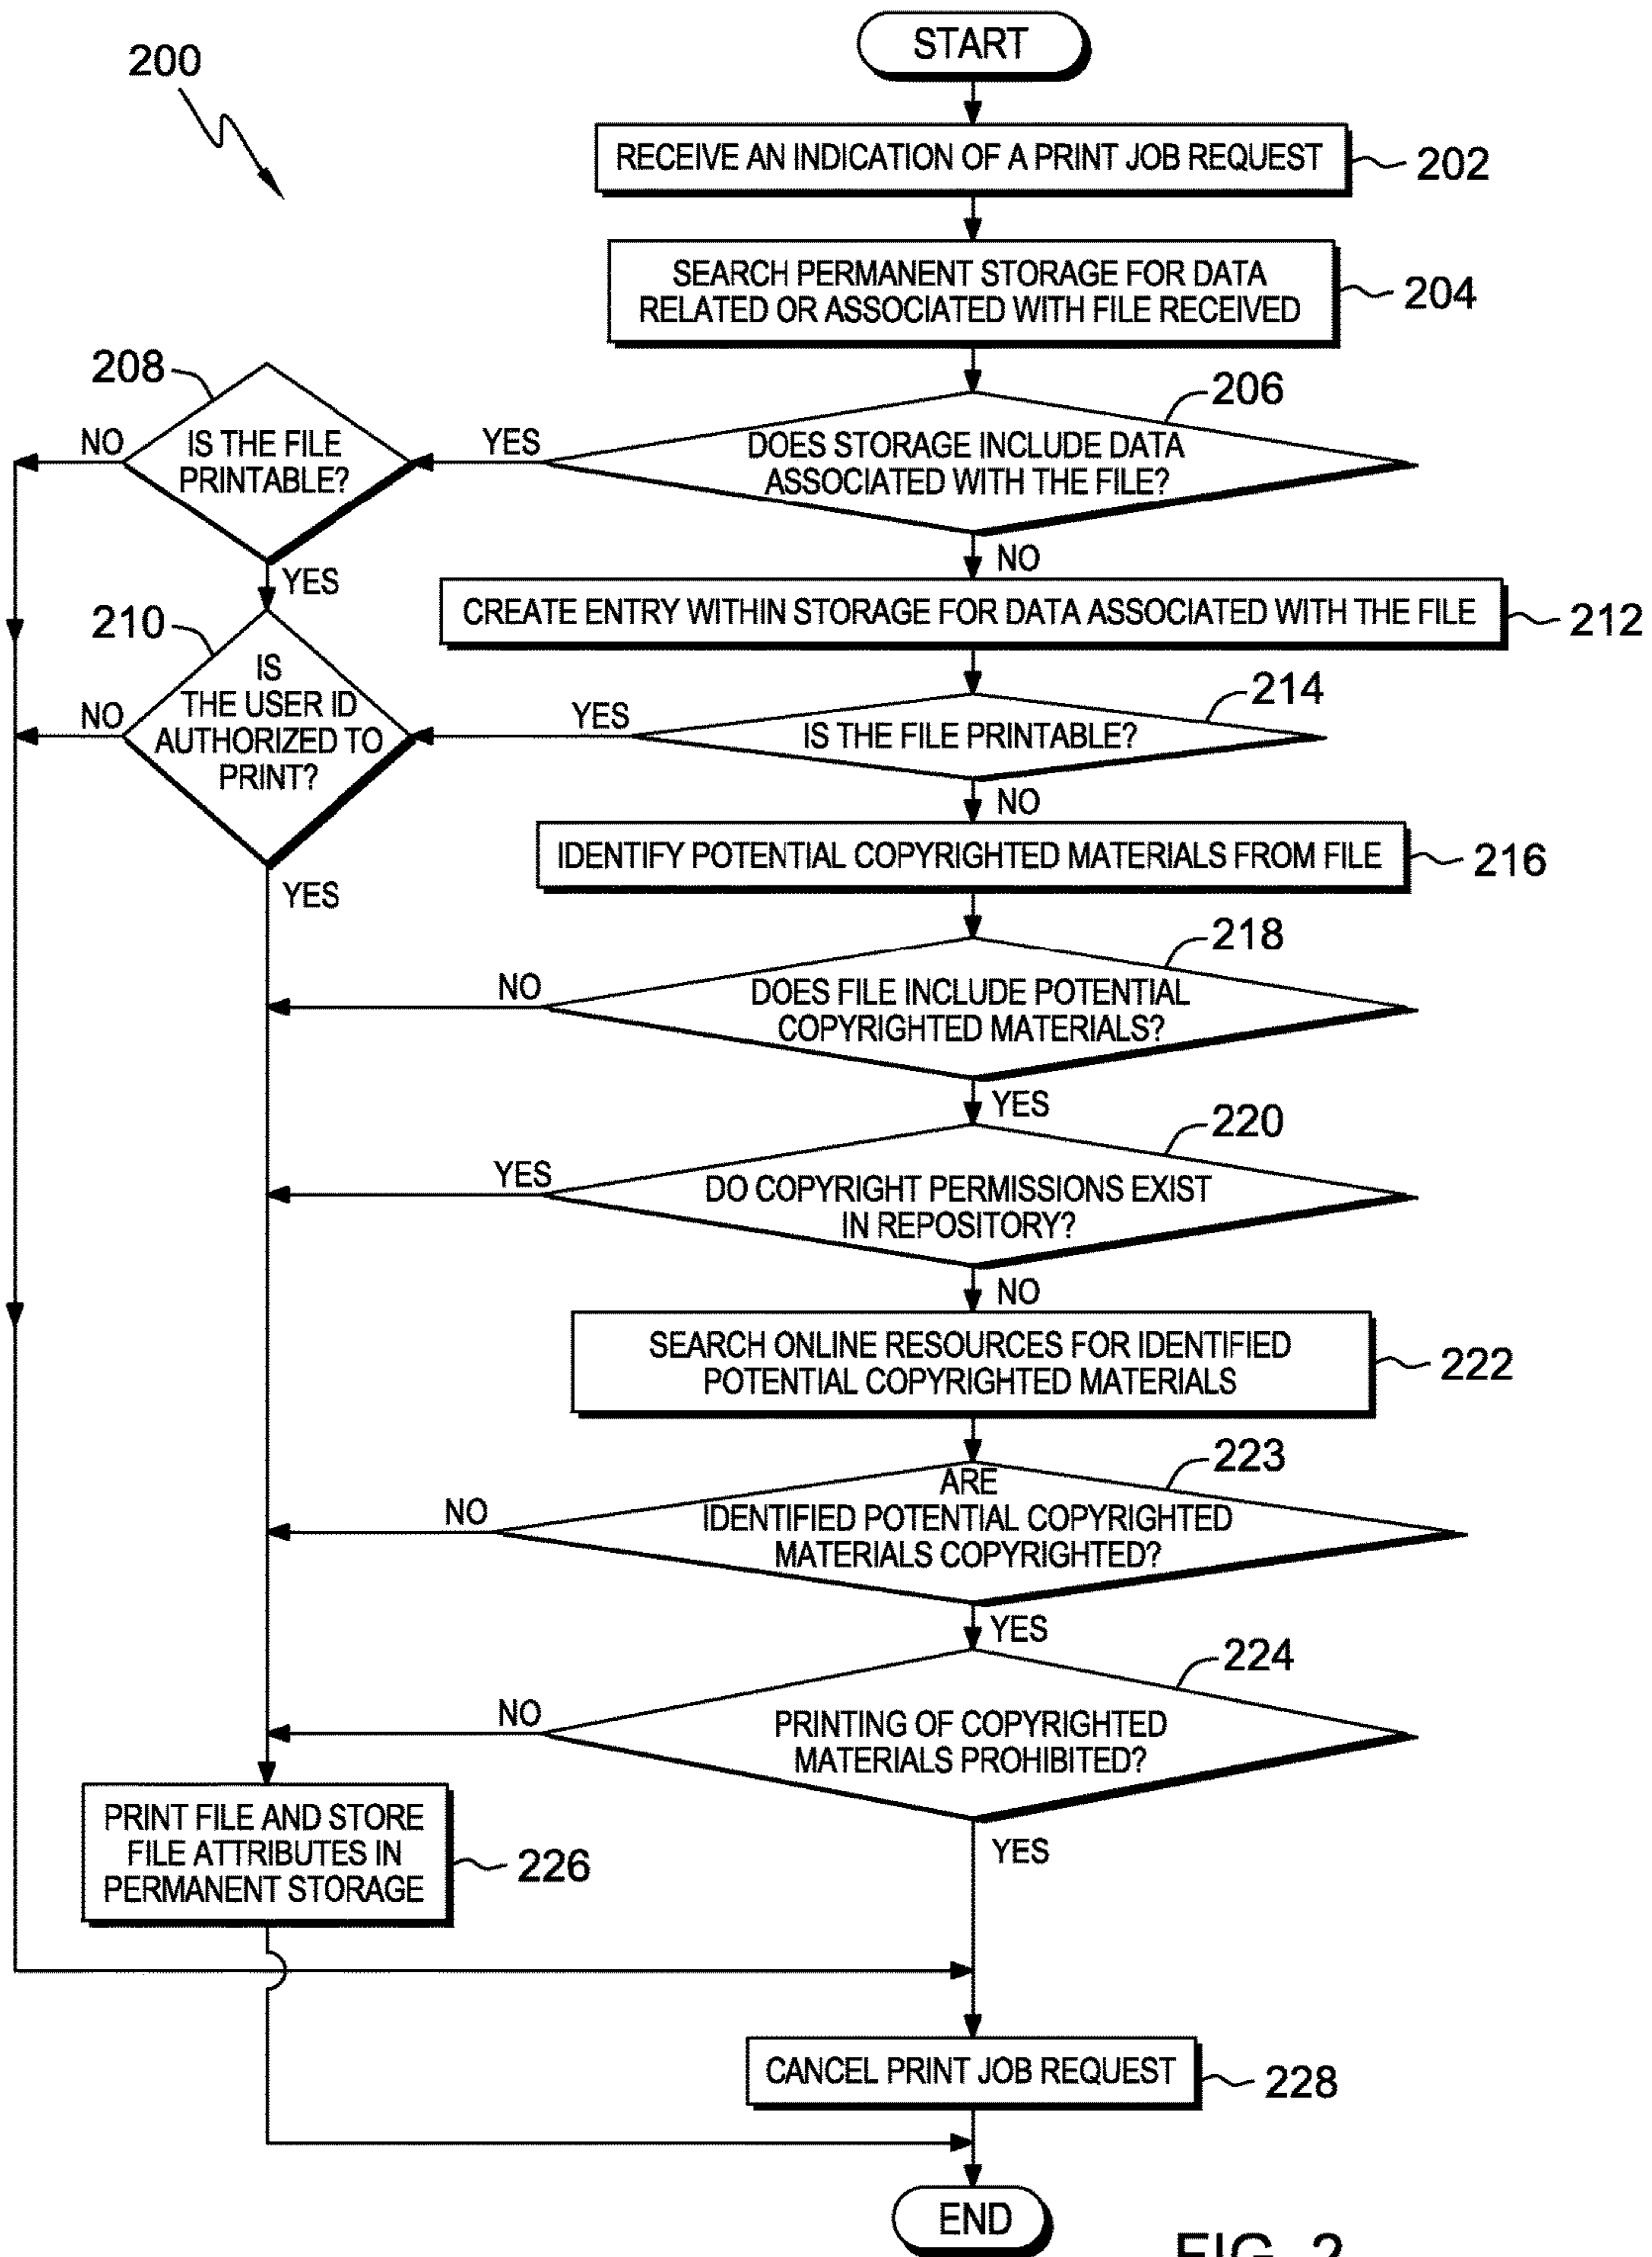 START
200
RECEIVE AN INDICATION OF A PRINT JOB REQUEST
202
SEARCH PERMANENT STORAGE FOR DATA
RELATED OR ASSOCIATED WITH FILE RECEIVED
204
206
DOES STORAGE INCLUDE DATA
ASSOCIATED WITH THE FILE?
YES
208
IS THE FILE
PRINTABLE?
NO
YES
NO
CREATE ENTRY WITHIN STORAGE FOR DATA ASSOCIATED WITH THE FILE
212
210
IS
THE USER ID
AUTHORIZED TO
PRINT?
NO
YES
214
IS THE FILE PRINTABLE?
YES
NO
IDENTIFY POTENTIAL COPYRIGHTED MATERIALS FROM FILE
216
218
DOES FILE INCLUDE POTENTIAL
COPYRIGHTED MATERIALS?
NO
YES
220
DO COPYRIGHT PERMISSIONS EXIST
IN REPOSITORY?
YES
NO
SEARCH ONLINE RESOURCES FOR IDENTIFIED
POTENTIAL COPYRIGHTED MATERIALS
222
223
ARE
IDENTIFIED POTENTIAL COPYRIGHTED
MATERIALS COPYRIGHTED?
NO
YES
224
PRINTING OF COPYRIGHTED
MATERIALS PROHIBITED?
NO
YES
PRINT FILE AND STORE
FILE ATTRIBUTES IN
PERMANENT STORAGE
226
CANCEL PRINT JOB REQUEST
228
END
FIG. 2